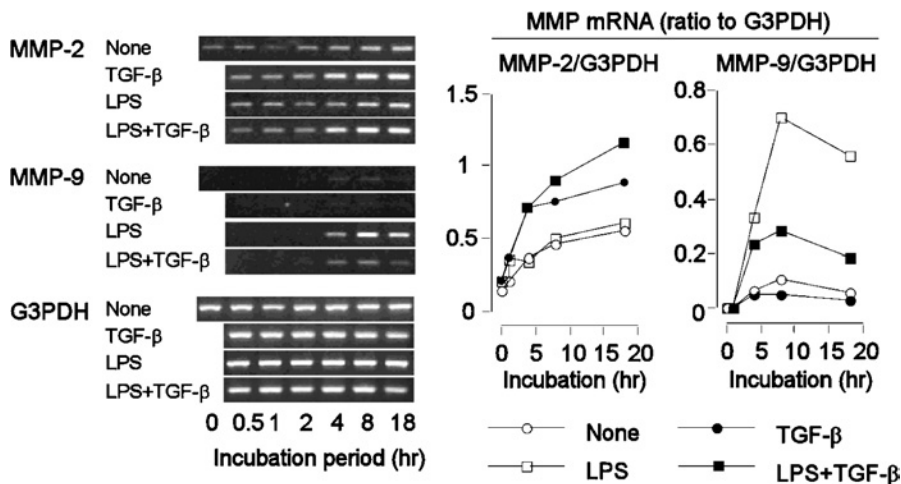 MMP-2 None
TGF-β
LPS
LPS+TGF-β
MMP-9 None
TGF-β
LPS
LPS+TGF-β
G3PDH None
TGF-β
LPS
LPS+TGF-β
0 0.5 1 2 4 8 18
Incubation period (hr)
MMP mRNA (ratio to G3PDH)
MMP-2/G3PDH
1.5
1
0.5
0
0 5 10 15 20
Incubation (hr)
MMP-9/G3PDH
0.8
0.6
0.4
0.2
0
0 5 10 15 20
Incubation (hr)
None TGF-β
LPS LPS+TGF-β